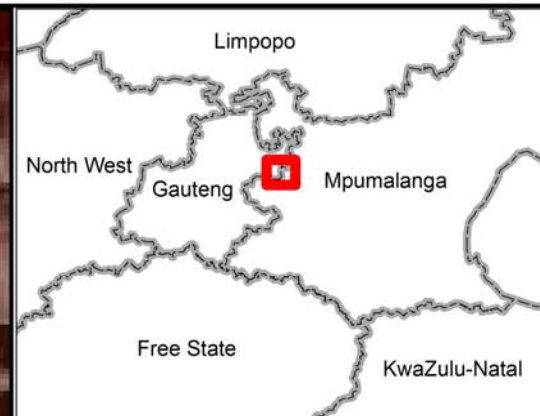 Limpopo
North West
Gauteng
Mpumalanga
Free State
KwaZulu-Natal